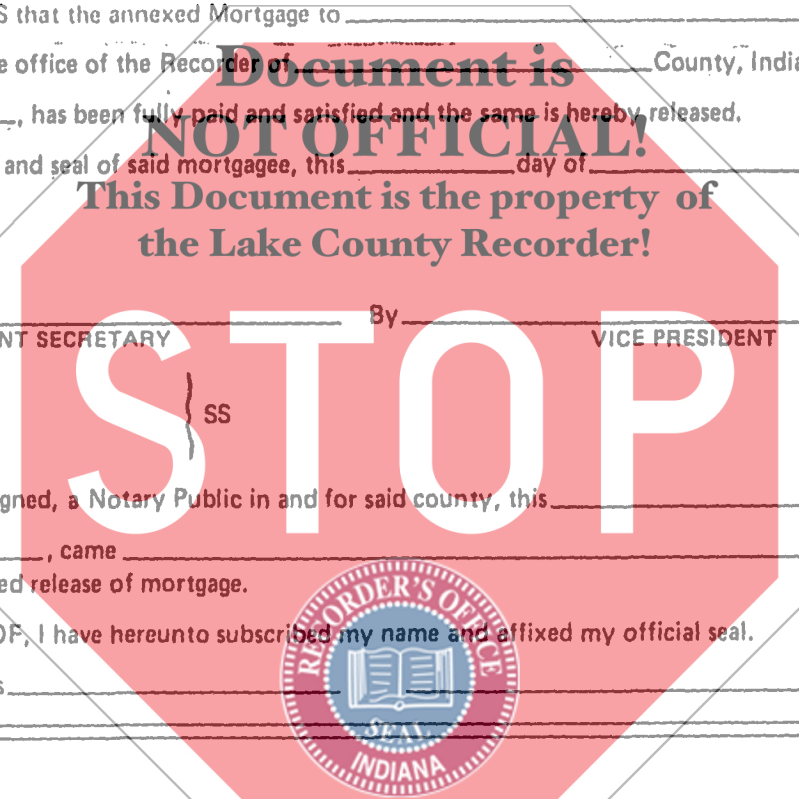 S that the annexed Mortgage to
e office of the Recorder of County, Indi
Document is
, has been fully paid and satisfied and the same is hereby released.
NOT OFFICIAL!
and seal of said mortgagee, this day of
This Document is the property of
the Lake County Recorder!
By
NT SECRETARY VICE PRESIDENT
STOP
SS
gned, a Notary Public in and for said county, this
, came
ed release of mortgage.
OF, I have hereunto subscribed my name and affixed my official seal.
s
RECORDER'S OFFICE
SEAL
INDIANA